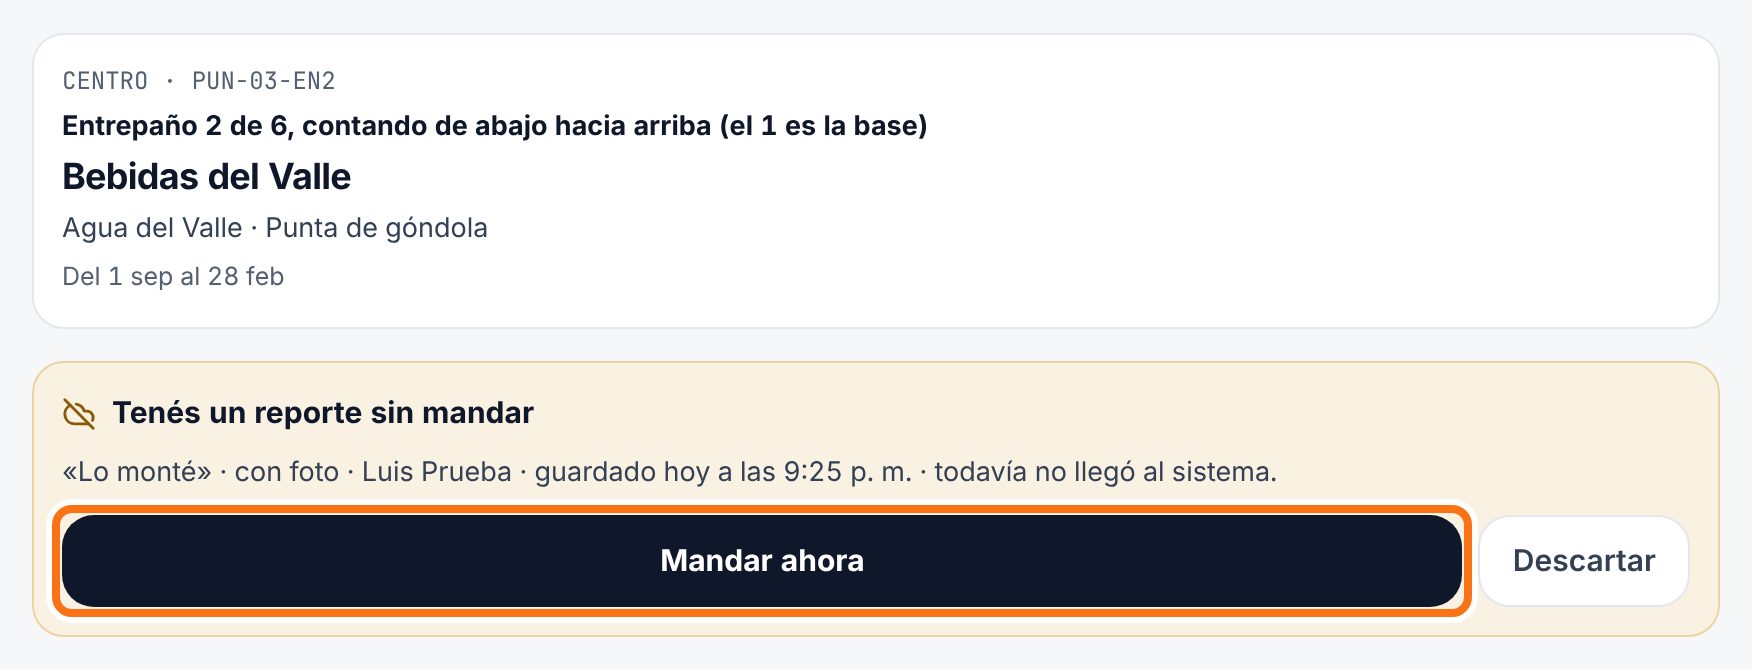 CENTRO · PUN-03-EN2
Entrepaño 2 de 6, contando de abajo hacia arriba (el 1 es la base)
Bebidas del Valle
Agua del Valle · Punta de góndola
Del 1 sep al 28 feb
Tenés un reporte sin mandar
«Lo monté» · con foto · Luis Prueba · guardado hoy a las 9:25 p. m. · todavía no llegó al sistema.
Mandar ahora
Descartar